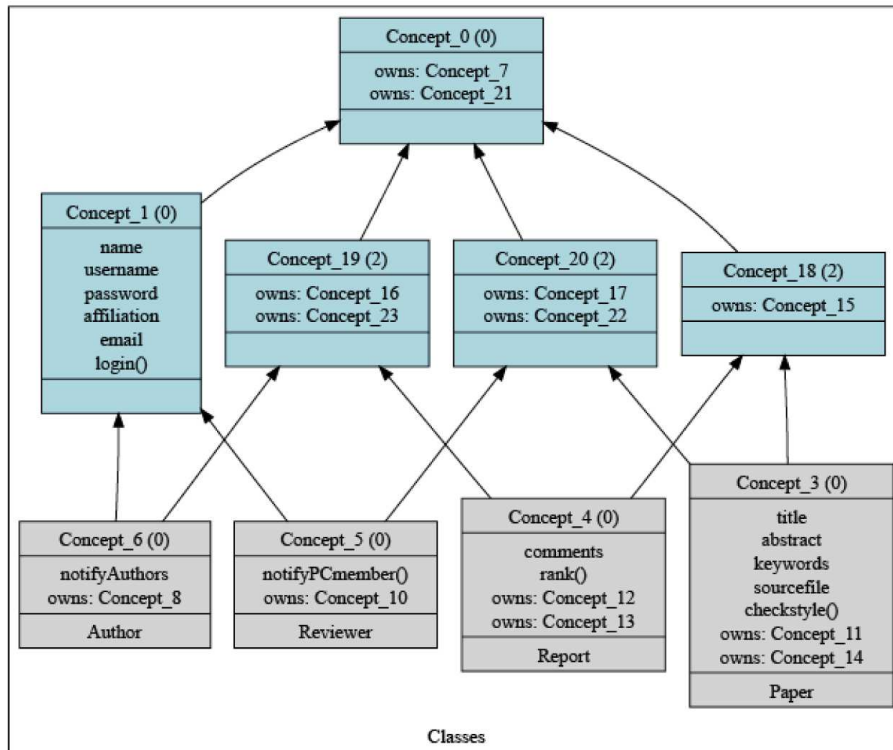 Concept_0 (0)
owns: Concept_7
owns: Concept_21
Concept_1 (0)
name
username
password
affiliation
email
login()
Concept_19 (2)
owns: Concept_16
owns: Concept_23
Concept_20 (2)
owns: Concept_17
owns: Concept_22
Concept_18 (2)
owns: Concept_15
Concept_6 (0)
notifyAuthors
owns: Concept_8
Author
Concept_5 (0)
notifyPCmember()
owns: Concept_10
Reviewer
Concept_4 (0)
comments
rank()
owns: Concept_12
owns: Concept_13
Report
Concept_3 (0)
title
abstract
keywords
sourcefile
checkstyle()
owns: Concept_11
owns: Concept_14
Paper
Classes